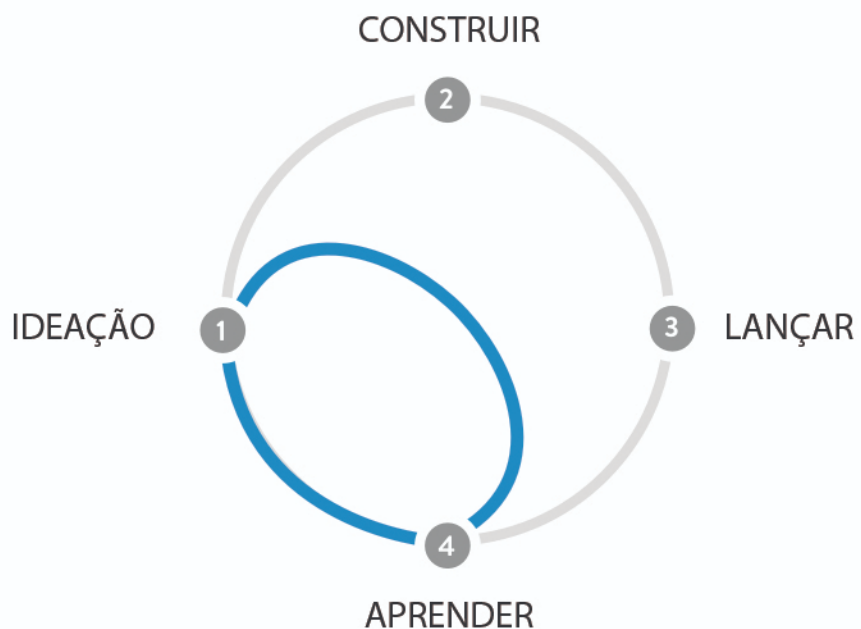 CONSTRUIR
2
IDEAÇÃO
1
3
LANÇAR
4
APRENDER